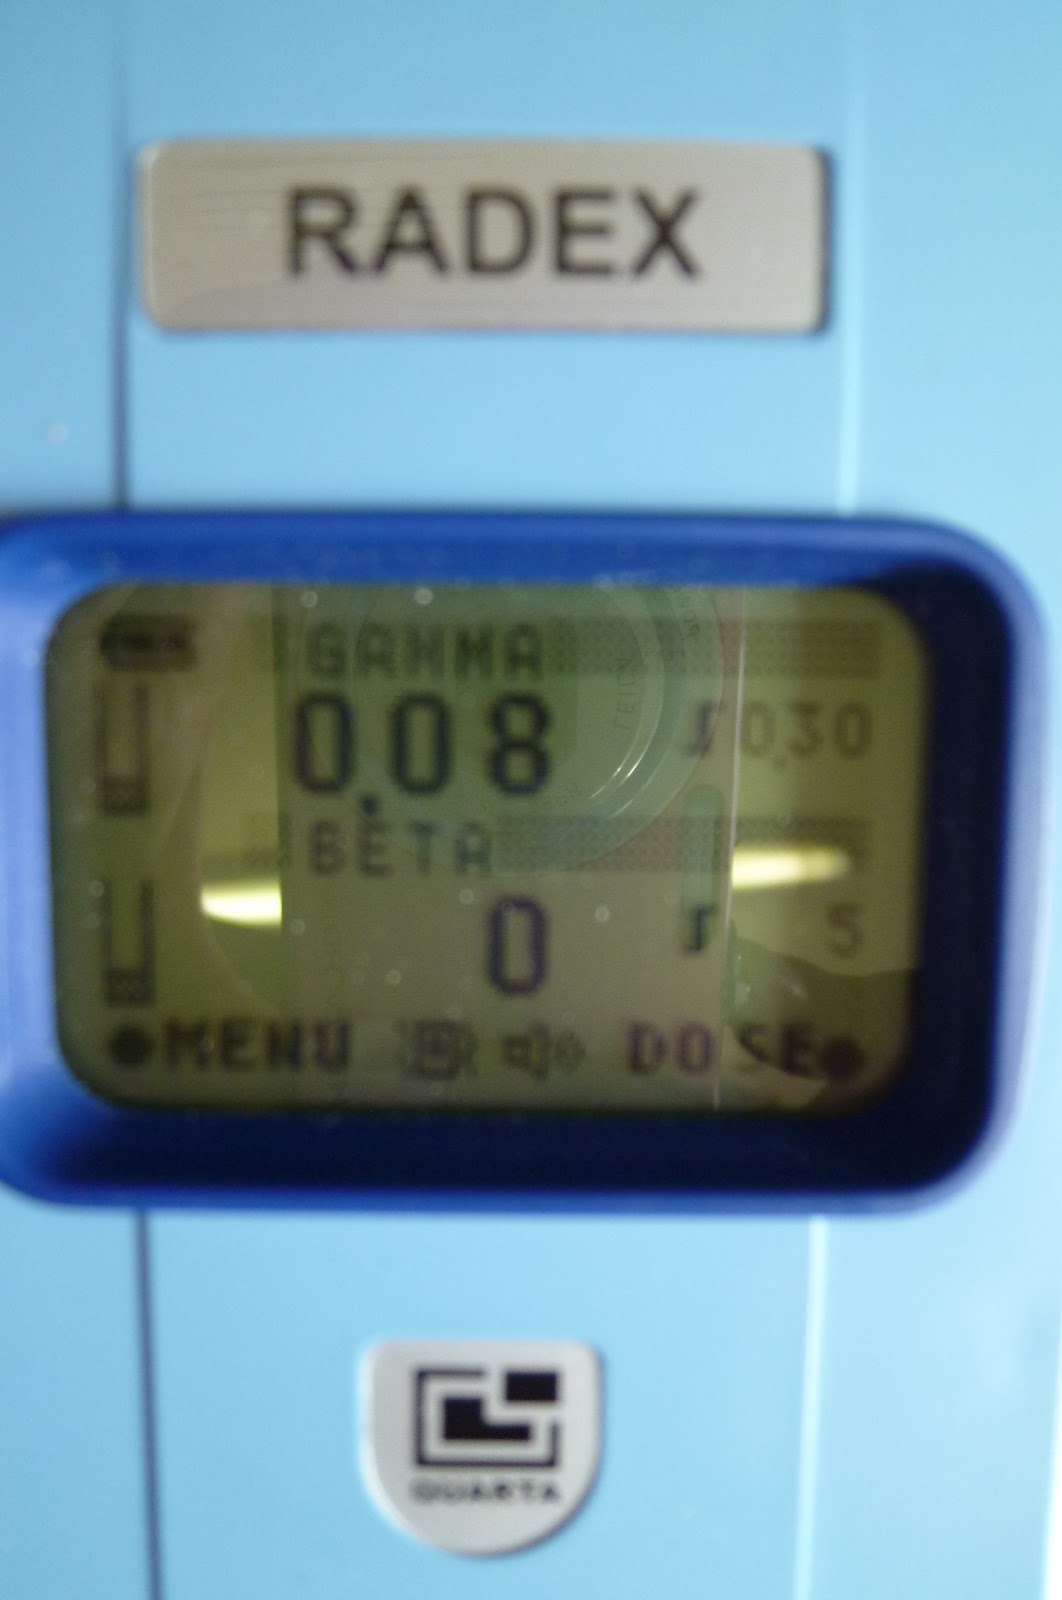 RADEX
GAMMA
0.08 0.30
BETA
0 5
MENU DOSE
QUARTA